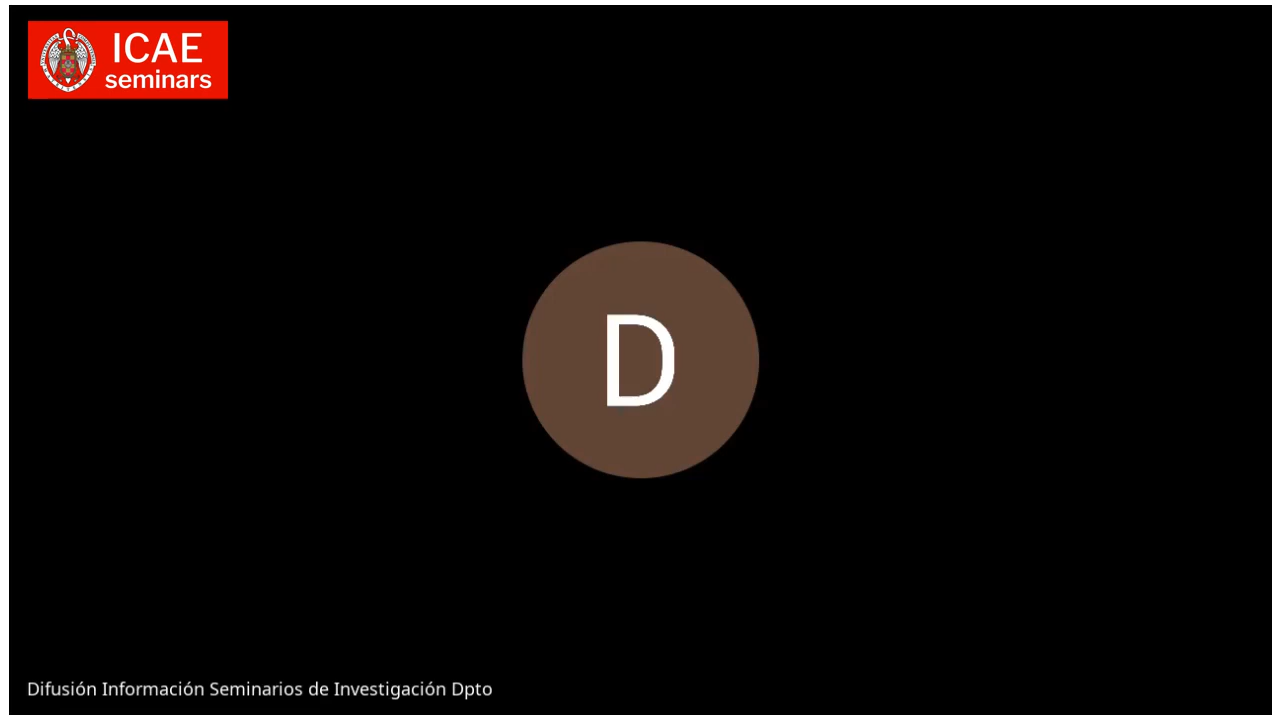 ICAE
seminars
D
Difusión Información Seminarios de Investigación Dpto